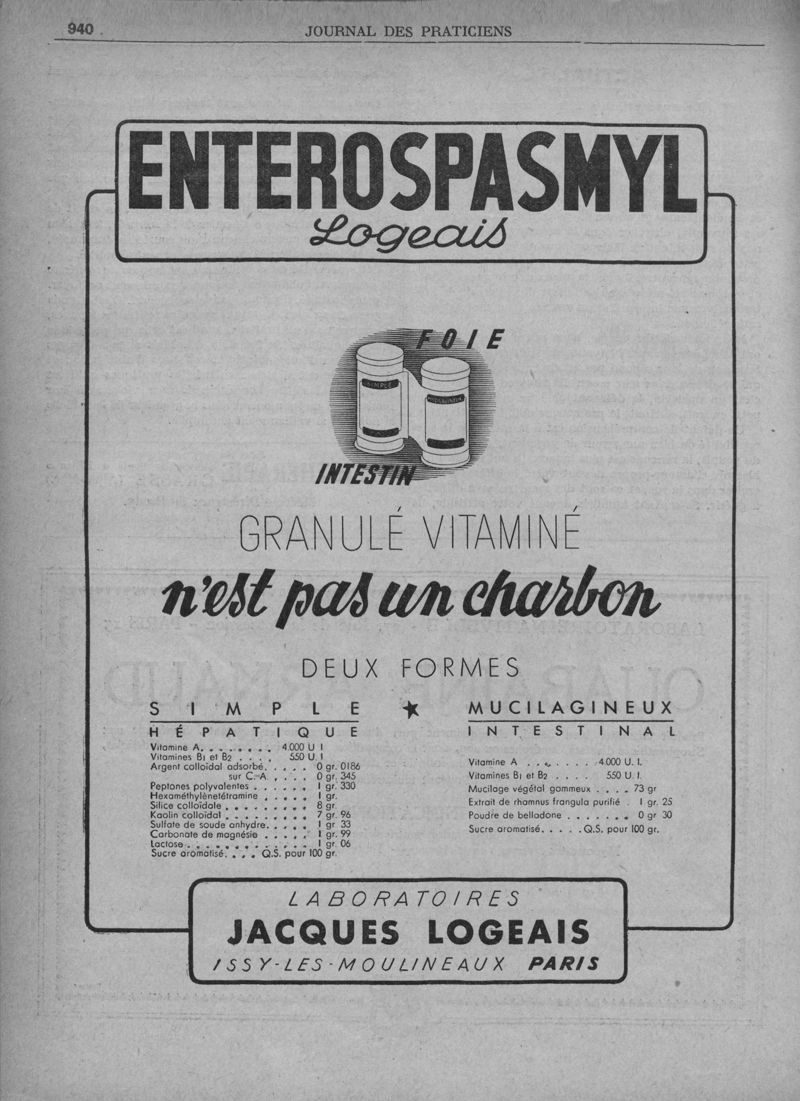 940
JOURNAL DES PRATICIENS
ENTEROSPASMYL
Logeais
FOIE
SIMPLE
MUCILAGINEUX
INTESTIN
GRANULÉ VITAMINÉ
n'est pas un charbon
DEUX FORMES
SIMPLE
HÉPATIQUE
Vitamine A. . . . . . . . 4.000 U I
Vitamines B1 et B2 . . . . 550 U. I
Argent colloïdal adsorbé. . . . . 0 gr. 0186
sur C.-A. . . . . 0 gr. 345
Peptones polyvalentes . . . . . . 1 gr. 330
Hexaméthylènetétramine . . . . . 1 gr.
Silice colloïdale . . . . . . . . . 8 gr.
Kaolin colloïdal . . . . . . . . . 7 gr. 96
Sulfate de soude anhydre. . . . . 1 gr 33
Carbonate de magnésie . . . . . 1 gr. 99
Lactose . . . . . . . . . . . . . 1 gr. 06
Sucre aromatisé. . . . Q.S. pour 100 gr.
MUCILAGINEUX
INTESTINAL
Vitamine A . . . . . . . 4.000 U. I.
Vitamines B1 et B2 . . . . 550 U. I.
Mucilage végétal gommeux . . . . 73 gr
Extrait de rhamnus frangula purifié . 1 gr. 25
Poudre de belladone . . . . . . . 0 gr 30
Sucre aromatisé. . . . . Q.S. pour 100 gr.
LABORATOIRES
JACQUES LOGEAIS
ISSY-LES-MOULINEAUX PARIS